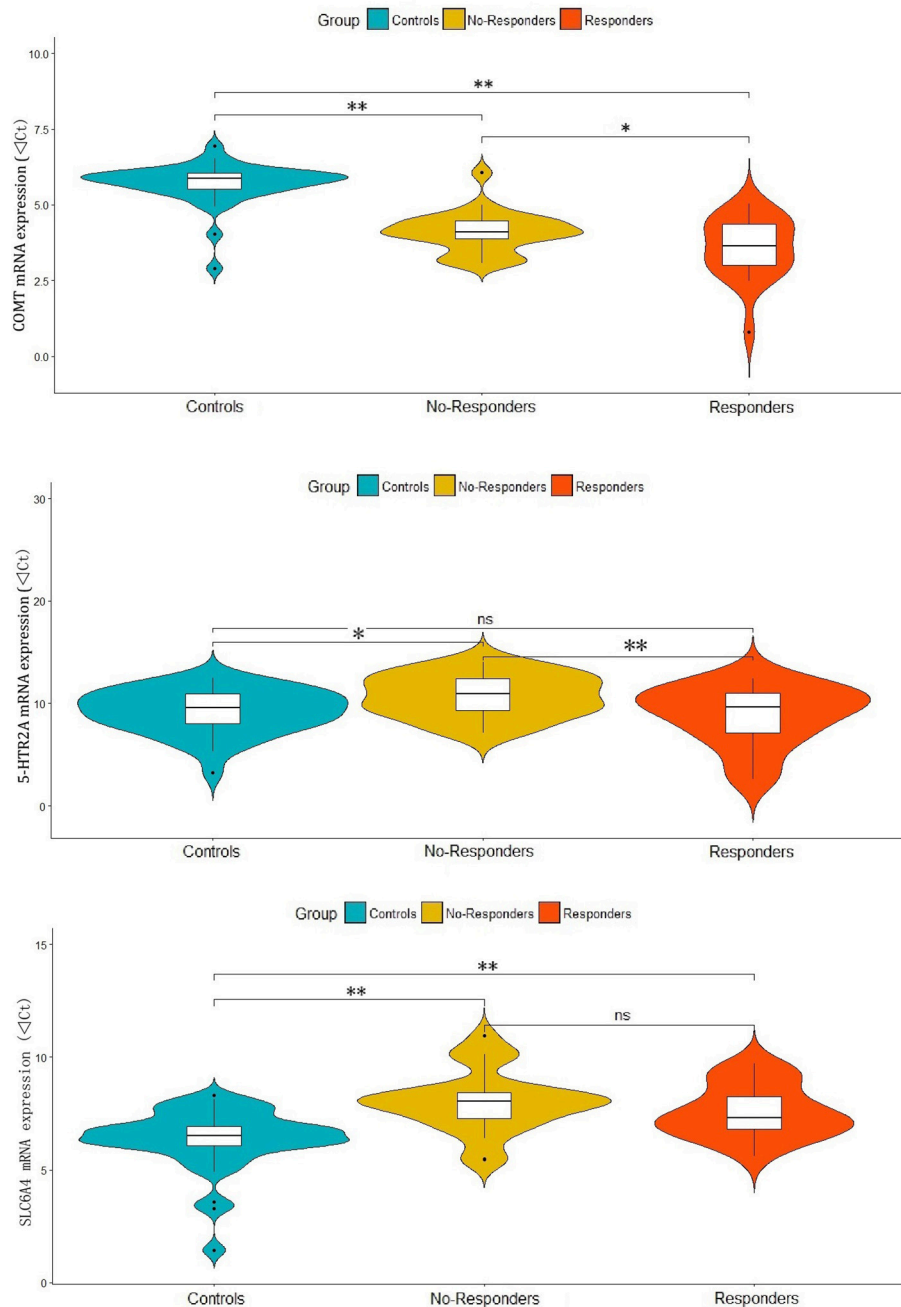 Group Controls No-Responders Responders
COMT mRNA expression (◁Ct)
10.0
7.5
5.0
2.5
0.0
**
**
*
Controls No-Responders Responders
Group Controls No-Responders Responders
5-HTR2A mRNA expression (◁Ct)
30
20
10
0
ns
*
**
Controls No-Responders Responders
Group Controls No-Responders Responders
SLC6A4 mRNA expression (◁Ct)
15
10
5
0
**
**
ns
Controls No-Responders Responders